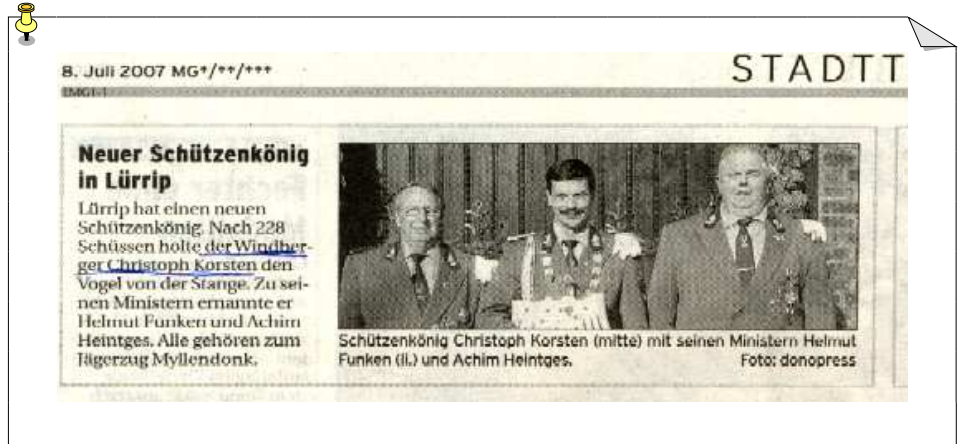 8. Juli 2007 MG*/**/***
STADTT
EMG1-1
Neuer Schützenkönig
in Lürrip
Lürrip hat einen neuen
Schützenkönig. Nach 228
Schüssen holte der Windber-
ger Christoph Korsten den
Vogel von der Stange. Zu sei-
nen Ministern ernannte er
Helmut Funken und Achim
Heintges. Alle gehören zum
Jägerzug Myllendonk.
Schützenkönig Christoph Korsten (mitte) mit seinen Ministern Helmut
Funken (li.) und Achim Heintges. Foto: donopress